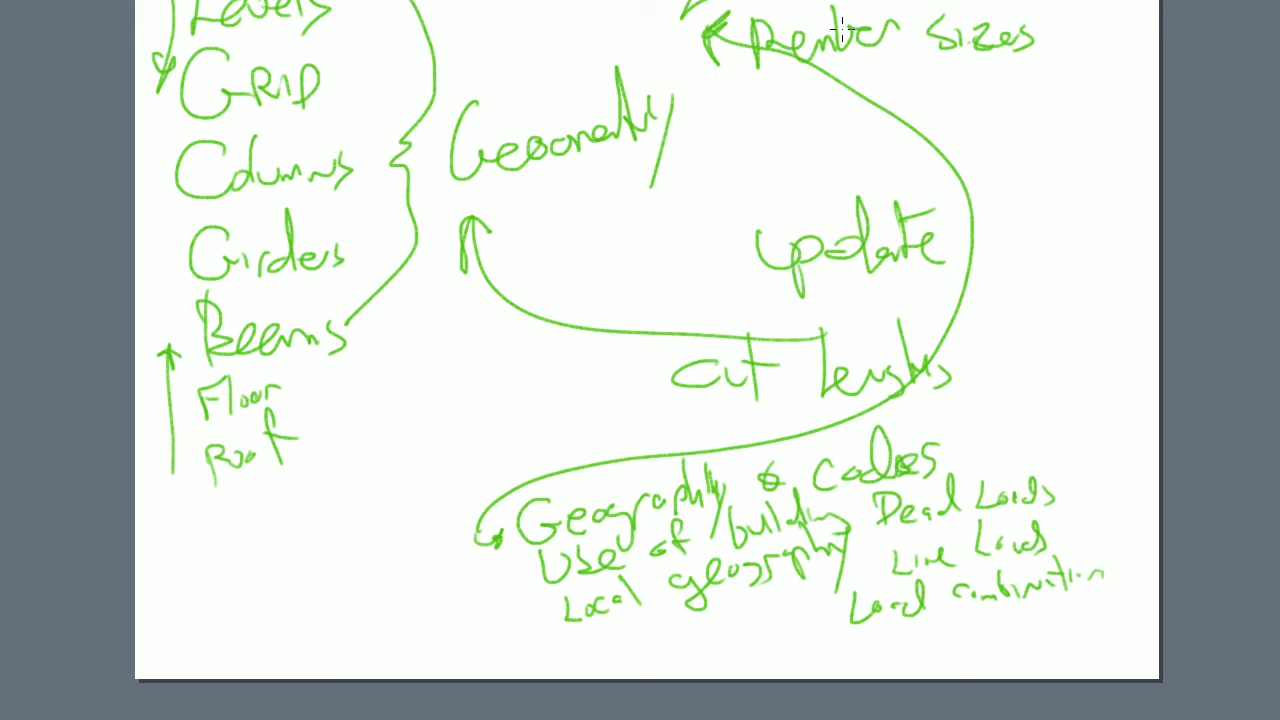 Levels
GRID
Columns
Girders
Beams
Floor
Roof
Geometry
Render Sizes
update
cut lengths
Geography & Codes
Use of building
Local geography
Dead Loads
Live Loads
Load combination